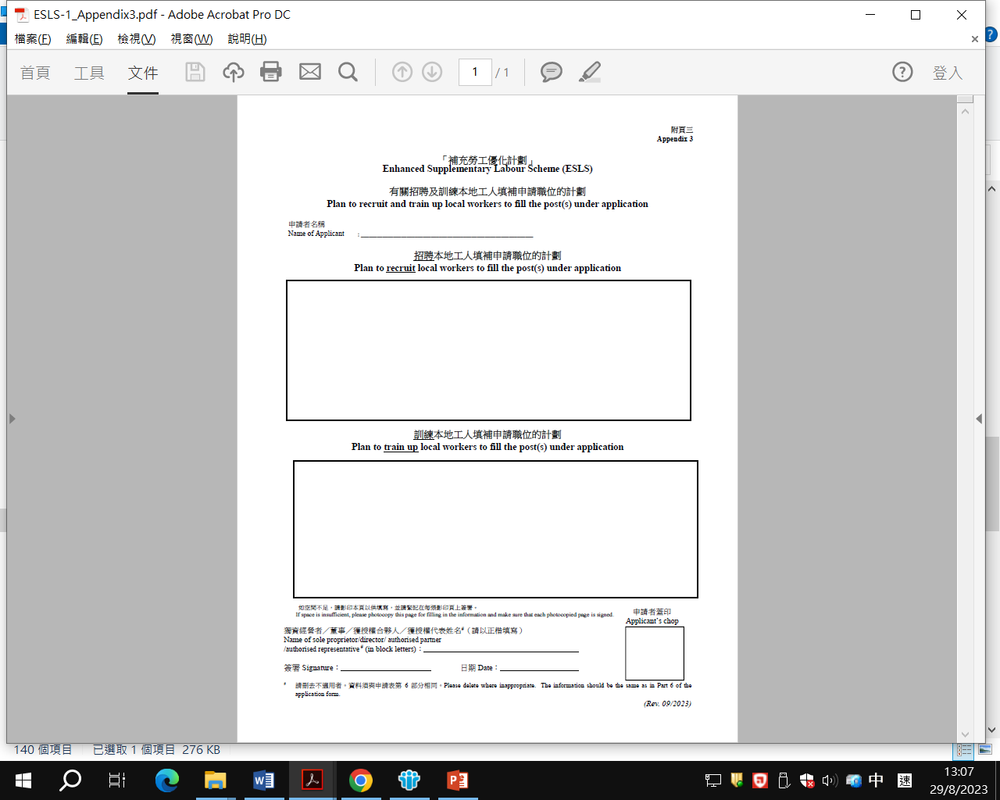 ESLS-1_Appendix3.pdf - Adobe Acrobat Pro DC
檔案(F) 編輯(E) 檢視(V) 視窗(W) 說明(H)
首頁 工具 文件 1 / 1 登入
附頁三
Appendix 3
「補充勞工優化計劃」
Enhanced Supplementary Labour Scheme (ESLS)
有關招聘及訓練本地工人填補申請職位的計劃
Plan to recruit and train up local workers to fill the post(s) under application
申請者名稱
Name of Applicant :
招聘本地工人填補申請職位的計劃
Plan to recruit local workers to fill the post(s) under application
訓練本地工人填補申請職位的計劃
Plan to train up local workers to fill the post(s) under application
如空間不足，請影印本頁以供填寫，並請緊記在每張影印頁上簽署。
If space is insufficient, please photocopy this page for filling in the information and make sure that each photocopied page is signed.
申請者蓋印
Applicant's chop
獨資經營者／董事／獲授權合夥人／獲授權代表姓名#（請以正楷填寫）
Name of sole proprietor/director/ authorised partner
/authorised representative # (in block letters)：
簽署 Signature： 日期 Date：
# 請刪去不適用者。資料須與申請表第 6 部分相同。Please delete where inappropriate. The information should be the same as in Part 6 of the
application form.
(Rev. 09/2023)
140 個項目 已選取 1 個項目 276 KB
中 速 13:07
29/8/2023